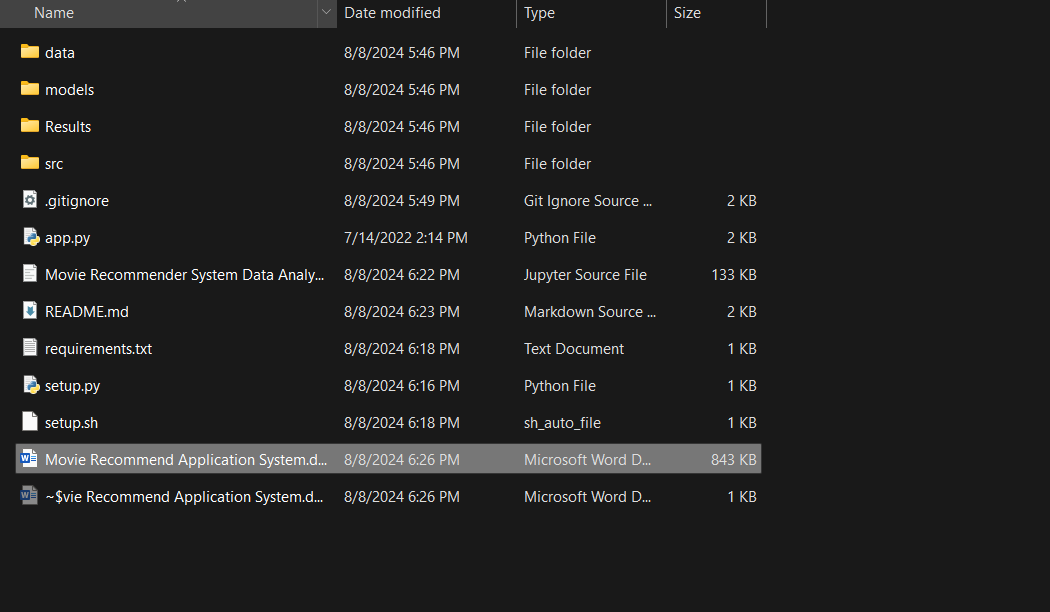 Name Date modified Type Size
data 8/8/2024 5:46 PM File folder
models 8/8/2024 5:46 PM File folder
Results 8/8/2024 5:46 PM File folder
src 8/8/2024 5:46 PM File folder
.gitignore 8/8/2024 5:49 PM Git Ignore Source ... 2 KB
app.py 7/14/2022 2:14 PM Python File 2 KB
Movie Recommender System Data Analy... 8/8/2024 6:22 PM Jupyter Source File 133 KB
README.md 8/8/2024 6:23 PM Markdown Source ... 2 KB
requirements.txt 8/8/2024 6:18 PM Text Document 1 KB
setup.py 8/8/2024 6:16 PM Python File 1 KB
setup.sh 8/8/2024 6:18 PM sh_auto_file 1 KB
Movie Recommend Application System.d... 8/8/2024 6:26 PM Microsoft Word D... 843 KB
~$vie Recommend Application System.d... 8/8/2024 6:26 PM Microsoft Word D... 1 KB